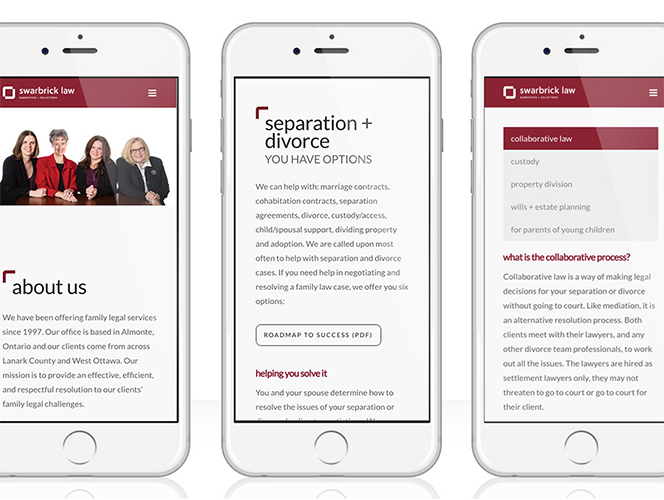 swarbrick law
BARRISTERS + SOLICITORS
about us
We have been offering family legal services
since 1997. Our office is based in Almonte,
Ontario and our clients come from across
Lanark County and West Ottawa. Our
mission is to provide an effective, efficient,
and respectful resolution to our clients'
family legal challenges.
separation +
divorce
YOU HAVE OPTIONS
We can help with: marriage contracts,
cohabitation contracts, separation
agreements, divorce, custody/access,
child/spousal support, dividing property
and adoption. We are called upon most
often to help with separation and divorce
cases. If you need help in negotiating and
resolving a family law case, we offer you six
options:
ROADMAP TO SUCCESS (PDF)
helping you solve it
You and your spouse determine how to
resolve the issues of your separation or
swarbrick law
BARRISTERS + SOLICITORS
collaborative law
custody
property division
wills + estate planning
for parents of young children
what is the collaborative process?
Collaborative law is a way of making legal
decisions for your separation or divorce
without going to court. Like mediation, it is
an alternative resolution process. Both
clients meet with their lawyers, and any
other divorce team professionals, to work
out all the issues. The lawyers are hired as
settlement lawyers only, they may not
threaten to go to court or go to court for
their client.